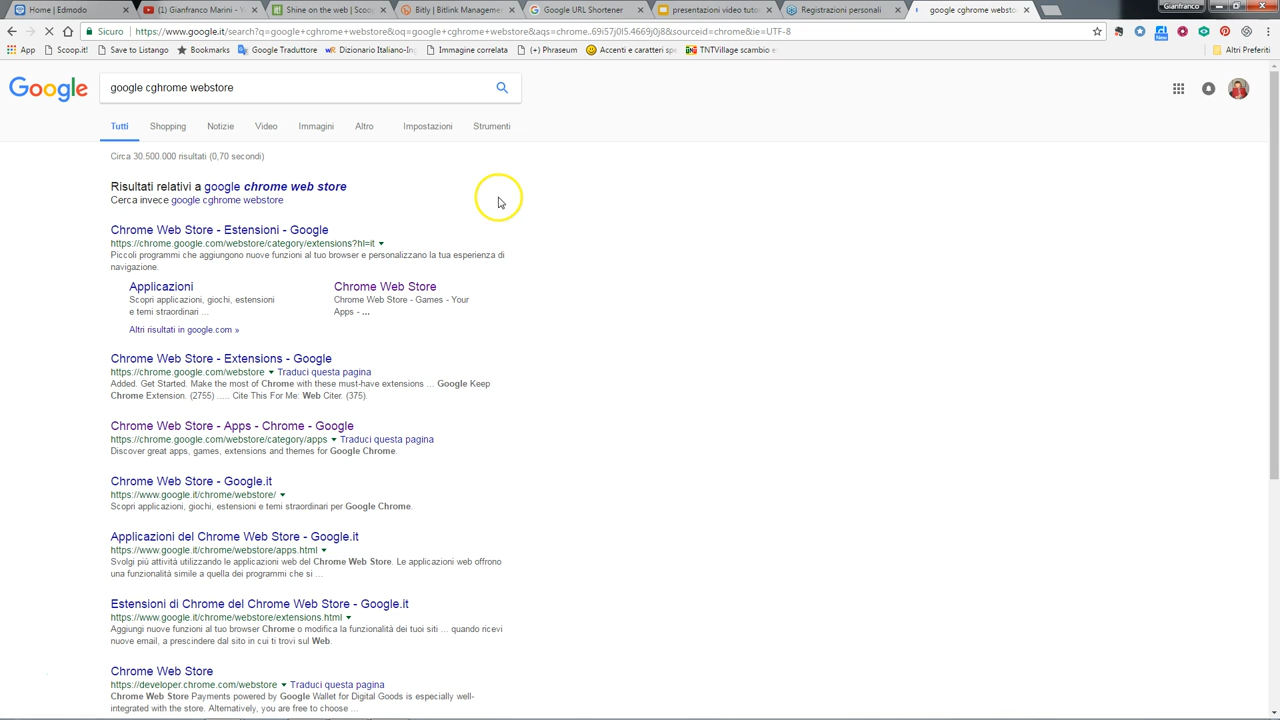 Home | Edmodo
(1) Gianfranco Marini - Y
Shine on the web | Scoop
Bitly | Bitlink Managemen
Google URL Shortener
presentazioni video tuto
Registrazioni personali
google cghrome webstor
Gianfranco
Sicuro https://www.google.it/search?q=google+cghrome+webstore&oq=google+cghrome+webstore&aqs=chrome..69i57j0l5.4669j0j8&sourceid=chrome&ie=UTF-8
App
Scoop.it!
Save to Listango
Bookmarks
Google Traduttore
Dizionario Italiano-Ing
Immagine correlata
(+) Phraseum
Accenti e caratteri spe
TNTVillage scambio e
Altri Preferiti
Google
google cghrome webstore
Tutti Shopping Notizie Video Immagini Altro Impostazioni Strumenti
Circa 30.500.000 risultati (0,70 secondi)
Risultati relativi a google chrome web store
Cerca invece google cghrome webstore
Chrome Web Store - Estensioni - Google
https://chrome.google.com/webstore/category/extensions?hl=it
Piccoli programmi che aggiungono nuove funzioni al tuo browser e personalizzano la tua esperienza di
navigazione.
Applicazioni
Scopri applicazioni, giochi, estensioni
e temi straordinari ...
Chrome Web Store
Chrome Web Store - Games - Your
Apps - ...
Altri risultati in google.com »
Chrome Web Store - Extensions - Google
https://chrome.google.com/webstore Traduci questa pagina
Added. Get Started. Make the most of Chrome with these must-have extensions ... Google Keep
Chrome Extension. (2755) ..... Cite This For Me: Web Citer. (375).
Chrome Web Store - Apps - Chrome - Google
https://chrome.google.com/webstore/category/apps Traduci questa pagina
Discover great apps, games, extensions and themes for Google Chrome.
Chrome Web Store - Google.it
https://www.google.it/chrome/webstore/
Scopri applicazioni, giochi, estensioni e temi straordinari per Google Chrome.
Applicazioni del Chrome Web Store - Google.it
https://www.google.it/chrome/webstore/apps.html
Svolgi più attività utilizzando le applicazioni web del Chrome Web Store. Le applicazioni web offrono
una funzionalità simile a quella dei programmi che si ...
Estensioni di Chrome del Chrome Web Store - Google.it
https://www.google.it/chrome/webstore/extensions.html
Aggiungi nuove funzioni al tuo browser Chrome o modifica la funzionalità dei tuoi siti ... quando ricevi
nuove email, a prescindere dal sito in cui ti trovi sul Web.
Chrome Web Store
https://developer.chrome.com/webstore Traduci questa pagina
Chrome Web Store Payments powered by Google Wallet for Digital Goods is especially well-
integrated with the store. Alternatively, you are free to choose ...